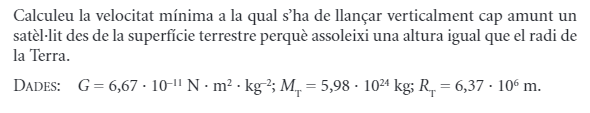 Calculeu la velocitat mínima a la qual s’ha de llançar verticalment cap amunt un
satèl·lit des de la superfície terrestre perquè assoleixi una altura igual que el radi de
la Terra.
DADES: G = 6,67 · 10⁻¹¹ N · m² · kg⁻²; M_T = 5,98 · 10²⁴ kg; R_T = 6,37 · 10⁶ m.